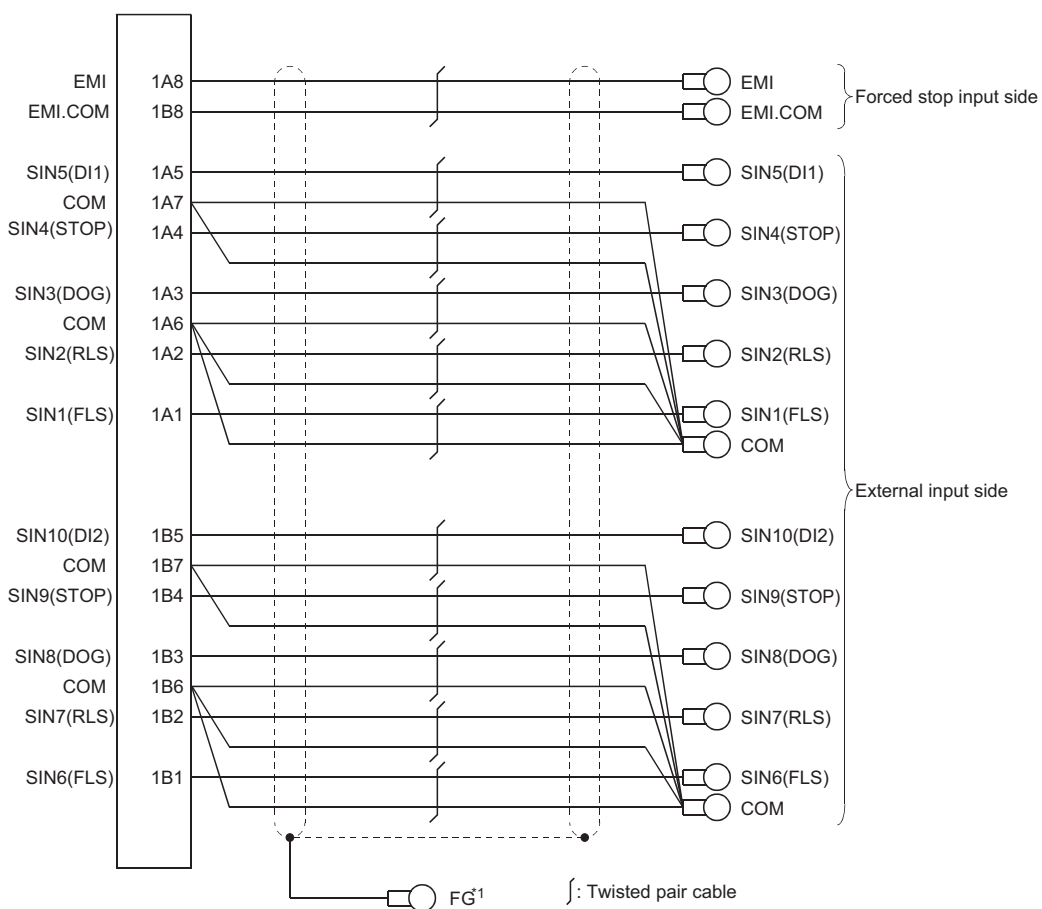 EMI 1A8 EMI
EMI.COM 1B8 EMI.COM
Forced stop input side
SIN5(DI1) 1A5 SIN5(DI1)
COM 1A7
SIN4(STOP) 1A4 SIN4(STOP)
SIN3(DOG) 1A3 SIN3(DOG)
COM 1A6
SIN2(RLS) 1A2 SIN2(RLS)
SIN1(FLS) 1A1 SIN1(FLS)
COM
External input side
SIN10(DI2) 1B5 SIN10(DI2)
COM 1B7
SIN9(STOP) 1B4 SIN9(STOP)
SIN8(DOG) 1B3 SIN8(DOG)
COM 1B6
SIN7(RLS) 1B2 SIN7(RLS)
SIN6(FLS) 1B1 SIN6(FLS)
COM
FG*1
: Twisted pair cable